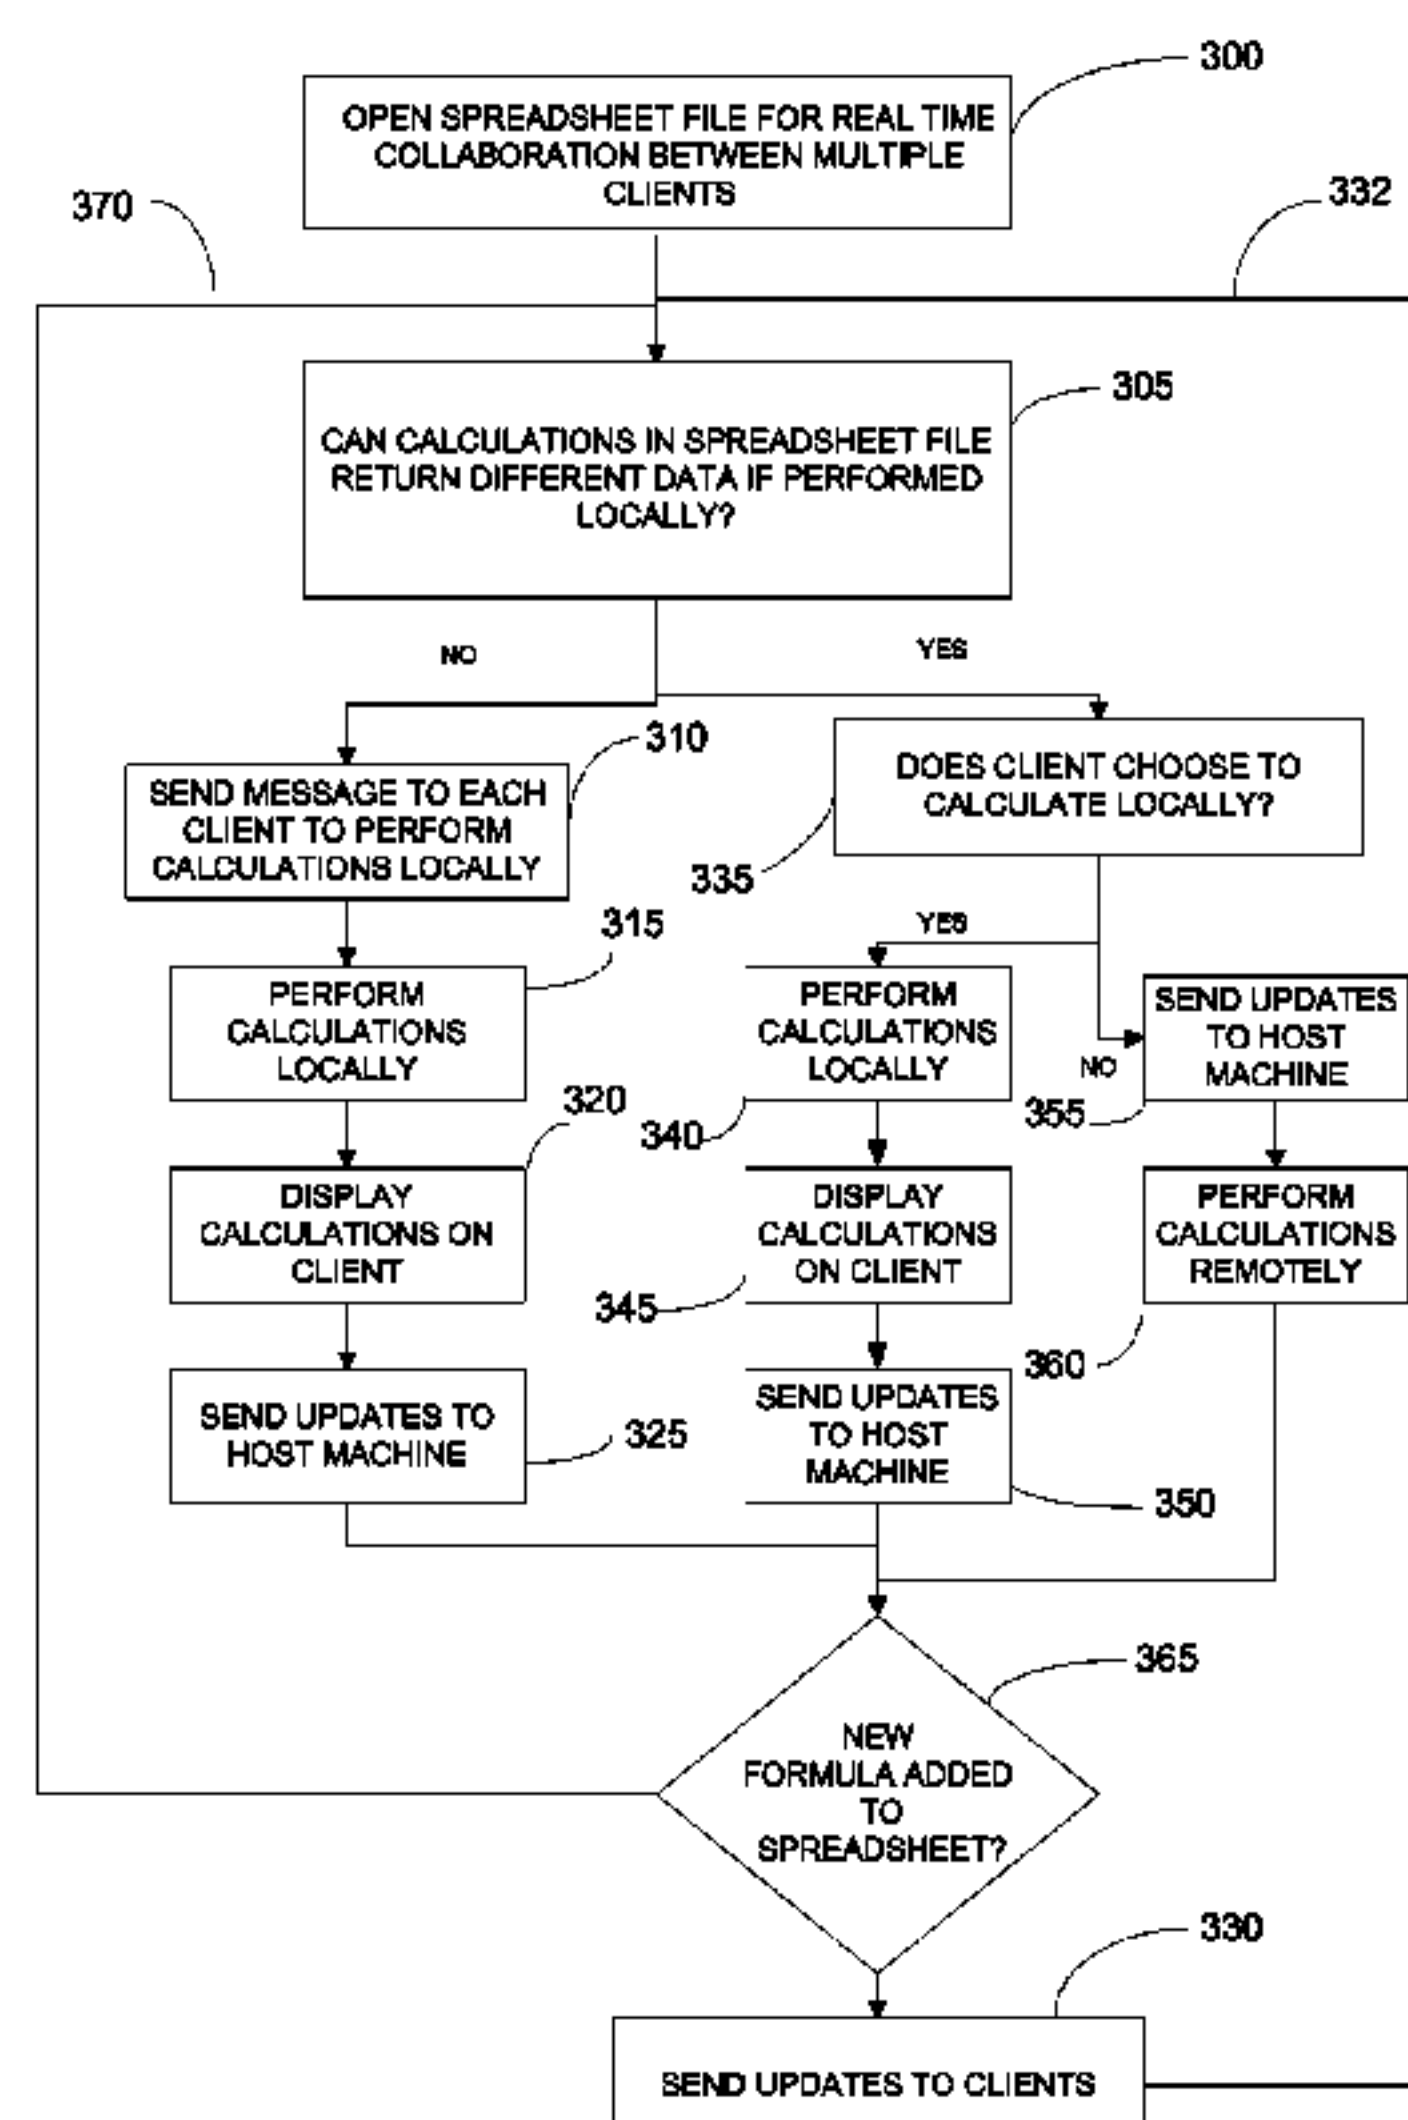 300
OPEN SPREADSHEET FILE FOR REAL TIME
COLLABORATION BETWEEN MULTIPLE
CLIENTS
370
332
305
CAN CALCULATIONS IN SPREADSHEET FILE
RETURN DIFFERENT DATA IF PERFORMED
LOCALLY?
NO
YES
310
SEND MESSAGE TO EACH
CLIENT TO PERFORM
CALCULATIONS LOCALLY
DOES CLIENT CHOOSE TO
CALCULATE LOCALLY?
335
315
YES
PERFORM
CALCULATIONS
LOCALLY
PERFORM
CALCULATIONS
LOCALLY
SEND UPDATES
TO HOST
MACHINE
NO
320
340
355
DISPLAY
CALCULATIONS ON
CLIENT
DISPLAY
CALCULATIONS
ON CLIENT
PERFORM
CALCULATIONS
REMOTELY
345
360
SEND UPDATES TO
HOST MACHINE
325
SEND UPDATES
TO HOST
MACHINE
350
365
NEW
FORMULA ADDED
TO
SPREADSHEET?
330
SEND UPDATES TO CLIENTS